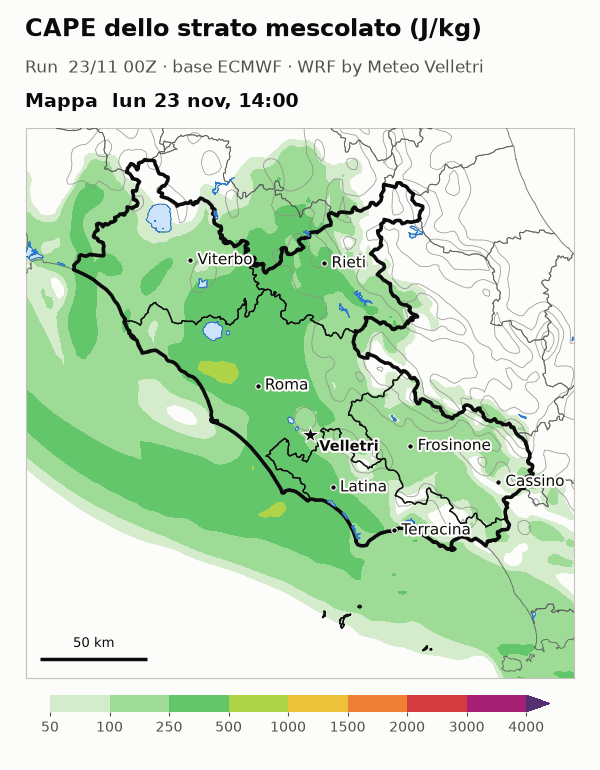 CAPE dello strato mescolato (J/kg)
Run  23/11 00Z · base ECMWF · WRF by Meteo Velletri
Mappa  lun 23 nov, 14:00
Viterbo
Rieti
Roma
Velletri
Frosinone
Cassino
Latina
Terracina
50 km
50 100 250 500 1000 1500 2000 3000 4000